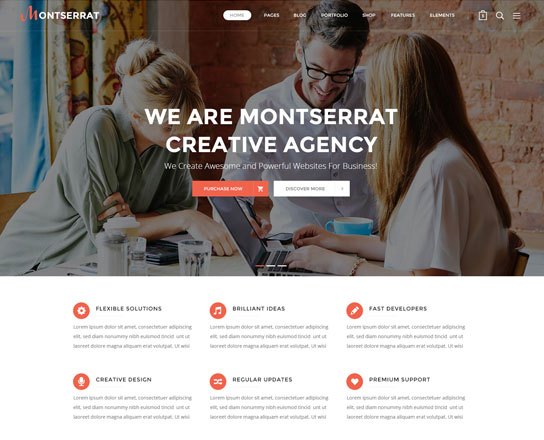 MONTSERRAT
HOME PAGES BLOG PORTFOLIO SHOP FEATURES ELEMENTS
WE ARE MONTSERRAT
CREATIVE AGENCY
We Create Awesome and Powerful Websites For Business!
PURCHASE NOW DISCOVER MORE
FLEXIBLE SOLUTIONS
Lorem ipsum dolor sit amet, consectetuer adipiscing
elit, sed diam nonummy nibh euismod tincid unt ut
laoreet dolore magna aliquam erat volutpat. Ut wisi
BRILLIANT IDEAS
Lorem ipsum dolor sit amet, consectetuer adipiscing
elit, sed diam nonummy nibh euismod tincid unt ut
laoreet dolore magna aliquam erat volutpat. Ut wisi
FAST DEVELOPERS
Lorem ipsum dolor sit amet, consectetuer adipiscing
elit, sed diam nonummy nibh euismod tincid unt ut
laoreet dolore magna aliquam erat volutpat. Ut wisi
CREATIVE DESIGN
Lorem ipsum dolor sit amet, consectetuer adipiscing
elit, sed diam nonummy nibh euismod tincid unt ut
laoreet dolore magna aliquam erat volutpat. Ut wisi
REGULAR UPDATES
Lorem ipsum dolor sit amet, consectetuer adipiscing
elit, sed diam nonummy nibh euismod tincid unt ut
laoreet dolore magna aliquam erat volutpat. Ut wisi
PREMIUM SUPPORT
Lorem ipsum dolor sit amet, consectetuer adipiscing
elit, sed diam nonummy nibh euismod tincid unt ut
laoreet dolore magna aliquam erat volutpat. Ut wisi